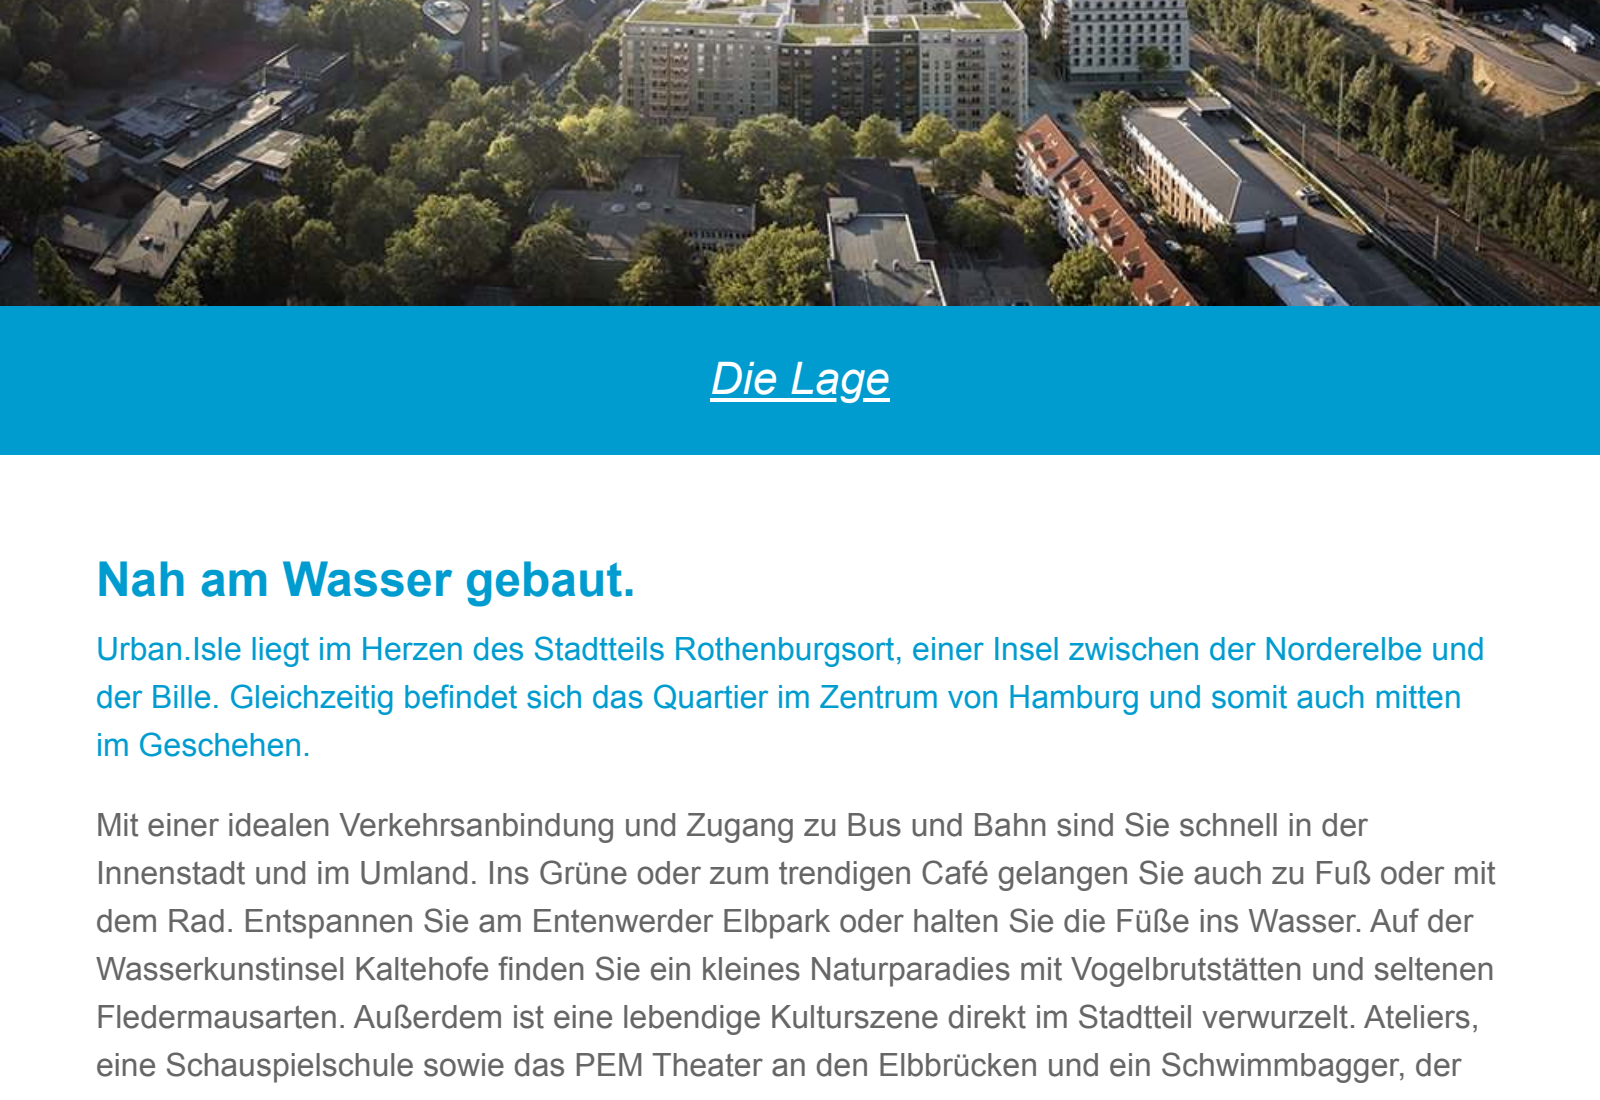 Die Lage
Nah am Wasser gebaut.
Urban.Isle liegt im Herzen des Stadtteils Rothenburgsort, einer Insel zwischen der Norderelbe und
der Bille. Gleichzeitig befindet sich das Quartier im Zentrum von Hamburg und somit auch mitten
im Geschehen.
Mit einer idealen Verkehrsanbindung und Zugang zu Bus und Bahn sind Sie schnell in der
Innenstadt und im Umland. Ins Grüne oder zum trendigen Café gelangen Sie auch zu Fuß oder mit
dem Rad. Entspannen Sie am Entenwerder Elbpark oder halten Sie die Füße ins Wasser. Auf der
Wasserkunstinsel Kaltehofe finden Sie ein kleines Naturparadies mit Vogelbrutstätten und seltenen
Fledermausarten. Außerdem ist eine lebendige Kulturszene direkt im Stadtteil verwurzelt. Ateliers,
eine Schauspielschule sowie das PEM Theater an den Elbbrücken und ein Schwimmbagger, der